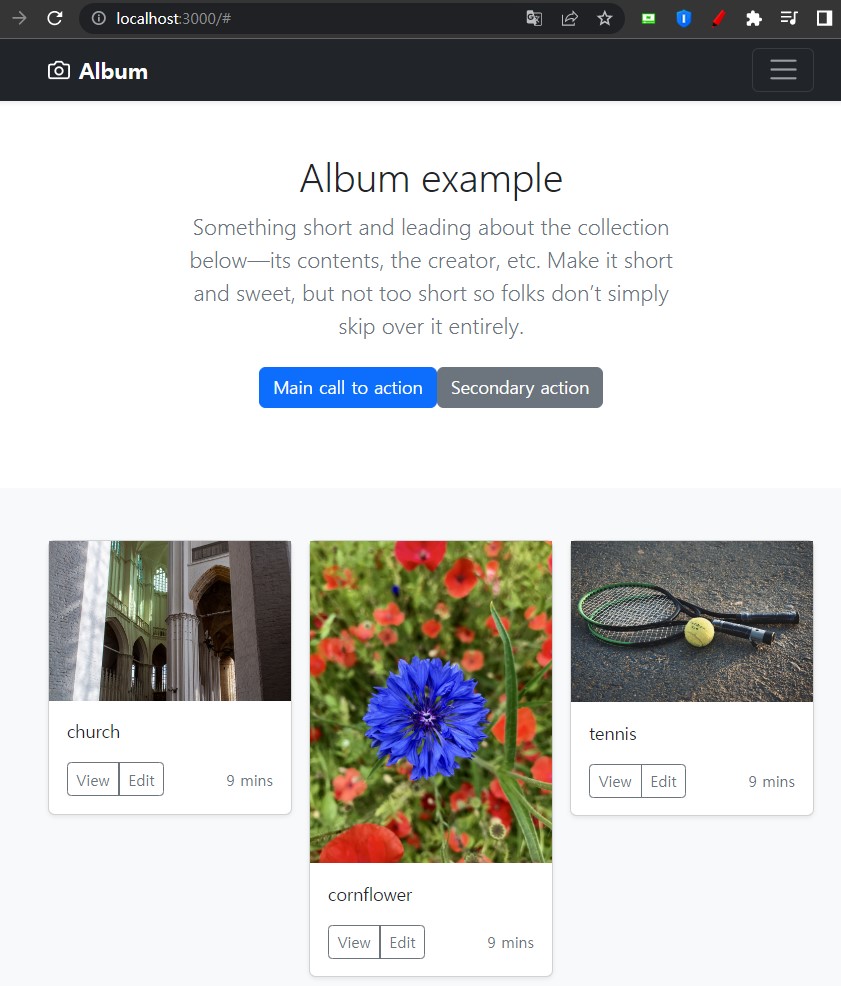 localhost:3000/#
Album
Album example
Something short and leading about the collection
below—its contents, the creator, etc. Make it short
and sweet, but not too short so folks don’t simply
skip over it entirely.
Main call to action Secondary action
church
View Edit 9 mins
cornflower
View Edit 9 mins
tennis
View Edit 9 mins